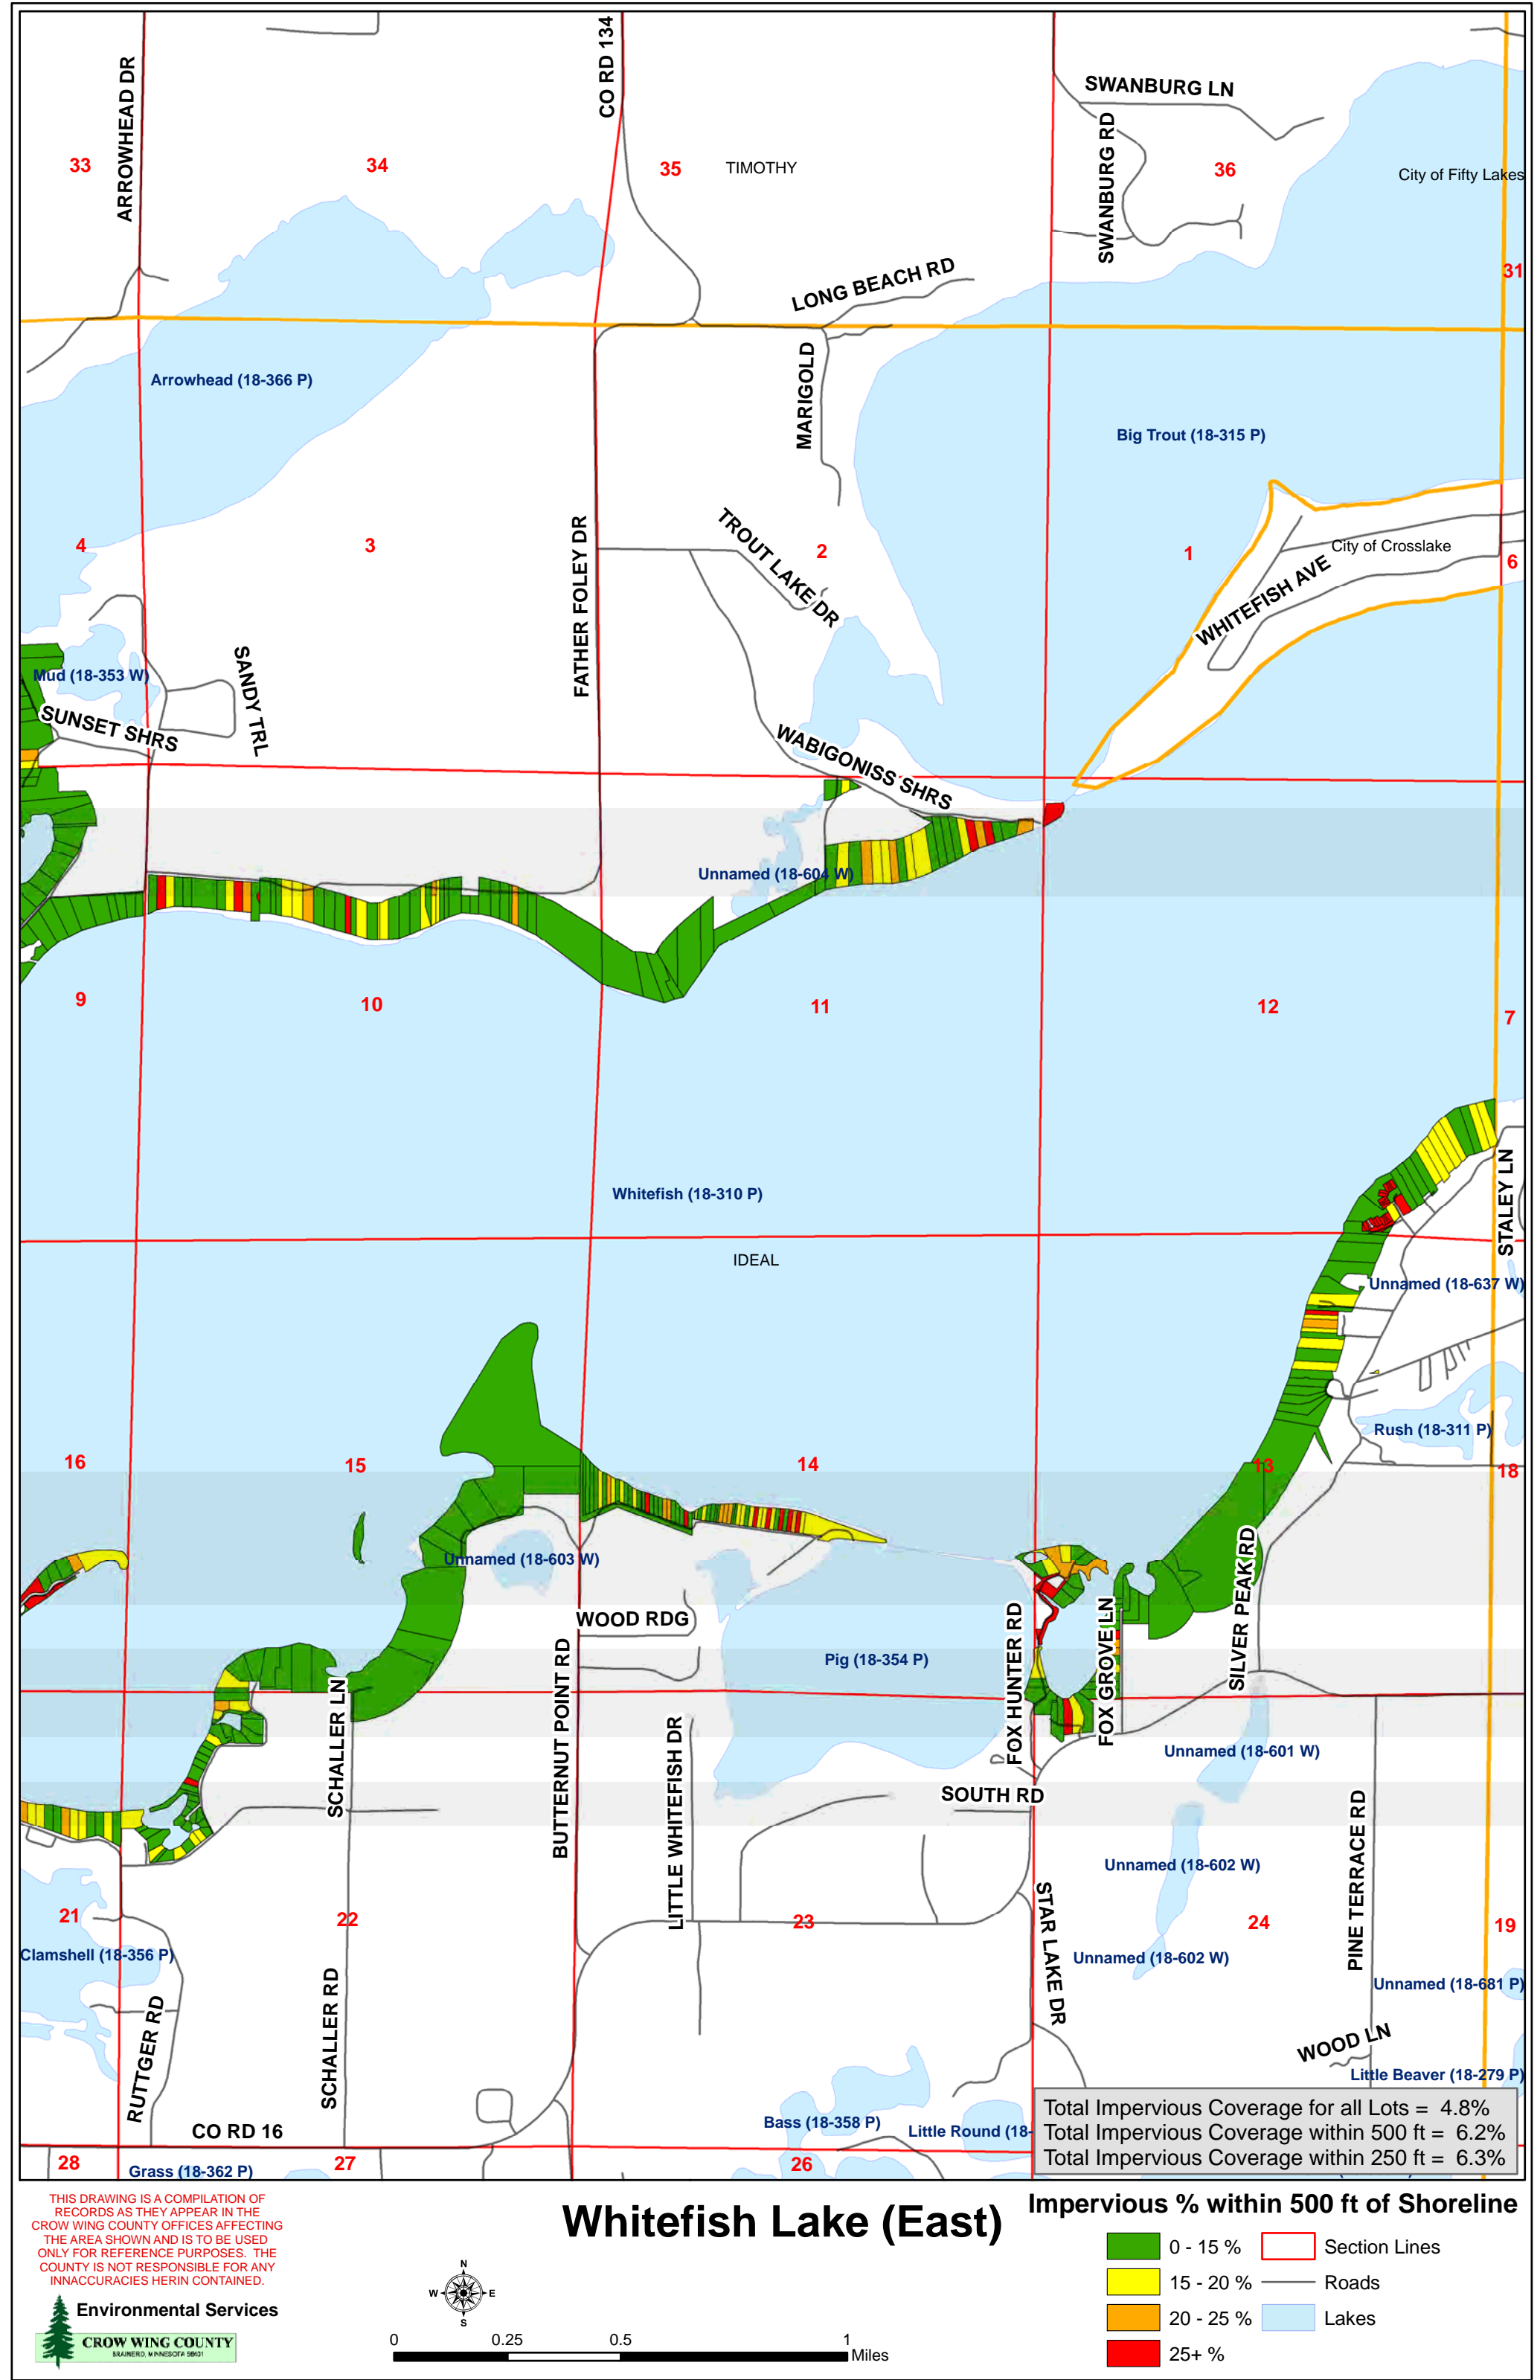 ARROWHEAD DR
CO RD 134
SWANBURG LN
SWANBURG RD
33
34
35
TIMOTHY
36
City of Fifty Lakes
31
LONG BEACH RD
MARIGOLD
Arrowhead (18-366 P)
Big Trout (18-315 P)
4
3
FATHER FOLEY DR
TROUT LAKE DR
2
1
City of Crosslake
6
WHITEFISH AVE
Mud (18-353 W)
SANDY TRL
SUNSET SHRS
WABIGONISS SHRS
Unnamed (18-604 W)
9
10
11
12
7
Whitefish (18-310 P)
STALEY LN
IDEAL
Unnamed (18-637 W)
Rush (18-311 P)
16
15
14
13
18
Unnamed (18-603 W)
WOOD RDG
Pig (18-354 P)
FOX HUNTER RD
FOX GROVE LN
SILVER PEAK RD
SCHALLER LN
BUTTERNUT POINT RD
LITTLE WHITEFISH DR
Unnamed (18-601 W)
SOUTH RD
PINE TERRACE RD
Unnamed (18-602 W)
21
22
23
STAR LAKE DR
24
19
Clamshell (18-356 P)
Unnamed (18-602 W)
Unnamed (18-681 P)
RUTTGER RD
SCHALLER RD
WOOD LN
Little Beaver (18-279 P)
Bass (18-358 P)
Little Round (18-
CO RD 16
28
Grass (18-362 P)
27
26
Total Impervious Coverage for all Lots = 4.8%
Total Impervious Coverage within 500 ft = 6.2%
Total Impervious Coverage within 250 ft = 6.3%
THIS DRAWING IS A COMPILATION OF
RECORDS AS THEY APPEAR IN THE
CROW WING COUNTY OFFICES AFFECTING
THE AREA SHOWN AND IS TO BE USED
ONLY FOR REFERENCE PURPOSES. THE
COUNTY IS NOT RESPONSIBLE FOR ANY
INNACCURACIES HERIN CONTAINED.
Environmental Services
CROW WING COUNTY
BRAINERD, MINNESOTA 56401
Whitefish Lake (East)
N
W E
S
0 0.25 0.5 1
Miles
Impervious % within 500 ft of Shoreline
0 - 15 %
15 - 20 %
20 - 25 %
25+ %
Section Lines
Roads
Lakes